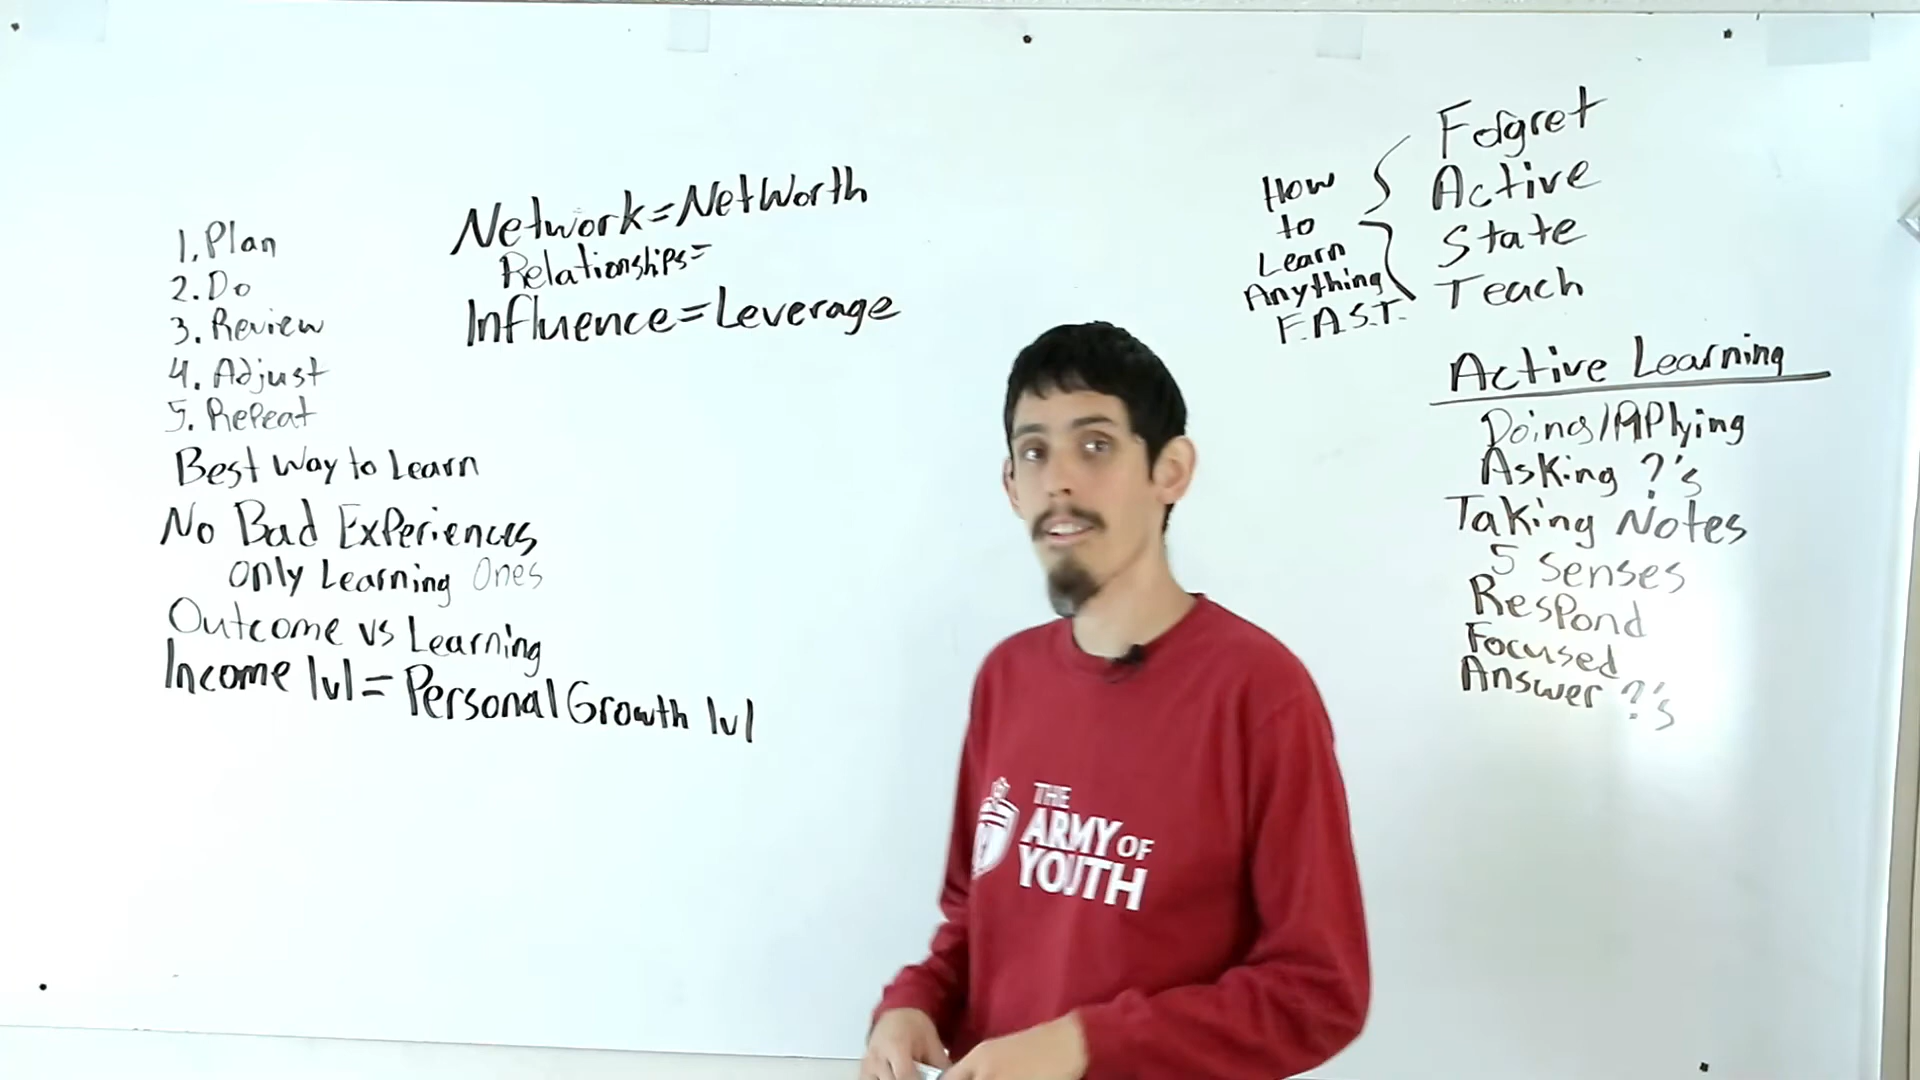 1. Plan
2. Do
3. Review
4. Adjust
5. Repeat
Best Way to Learn
No Bad Experiences
only Learning Ones
Outcome vs Learning
Income lvl = Personal Growth lvl
Network = NetWorth
Relationships =
Influence = Leverage
How
to
Learn
Anything
F.A.S.T.
Fogret
Active
State
Teach
Active Learning
Doing/Applying
Asking ?'s
Taking Notes
5 Senses
Respond
Focused
Answer ?'s
THE
ARMY OF
YOUTH